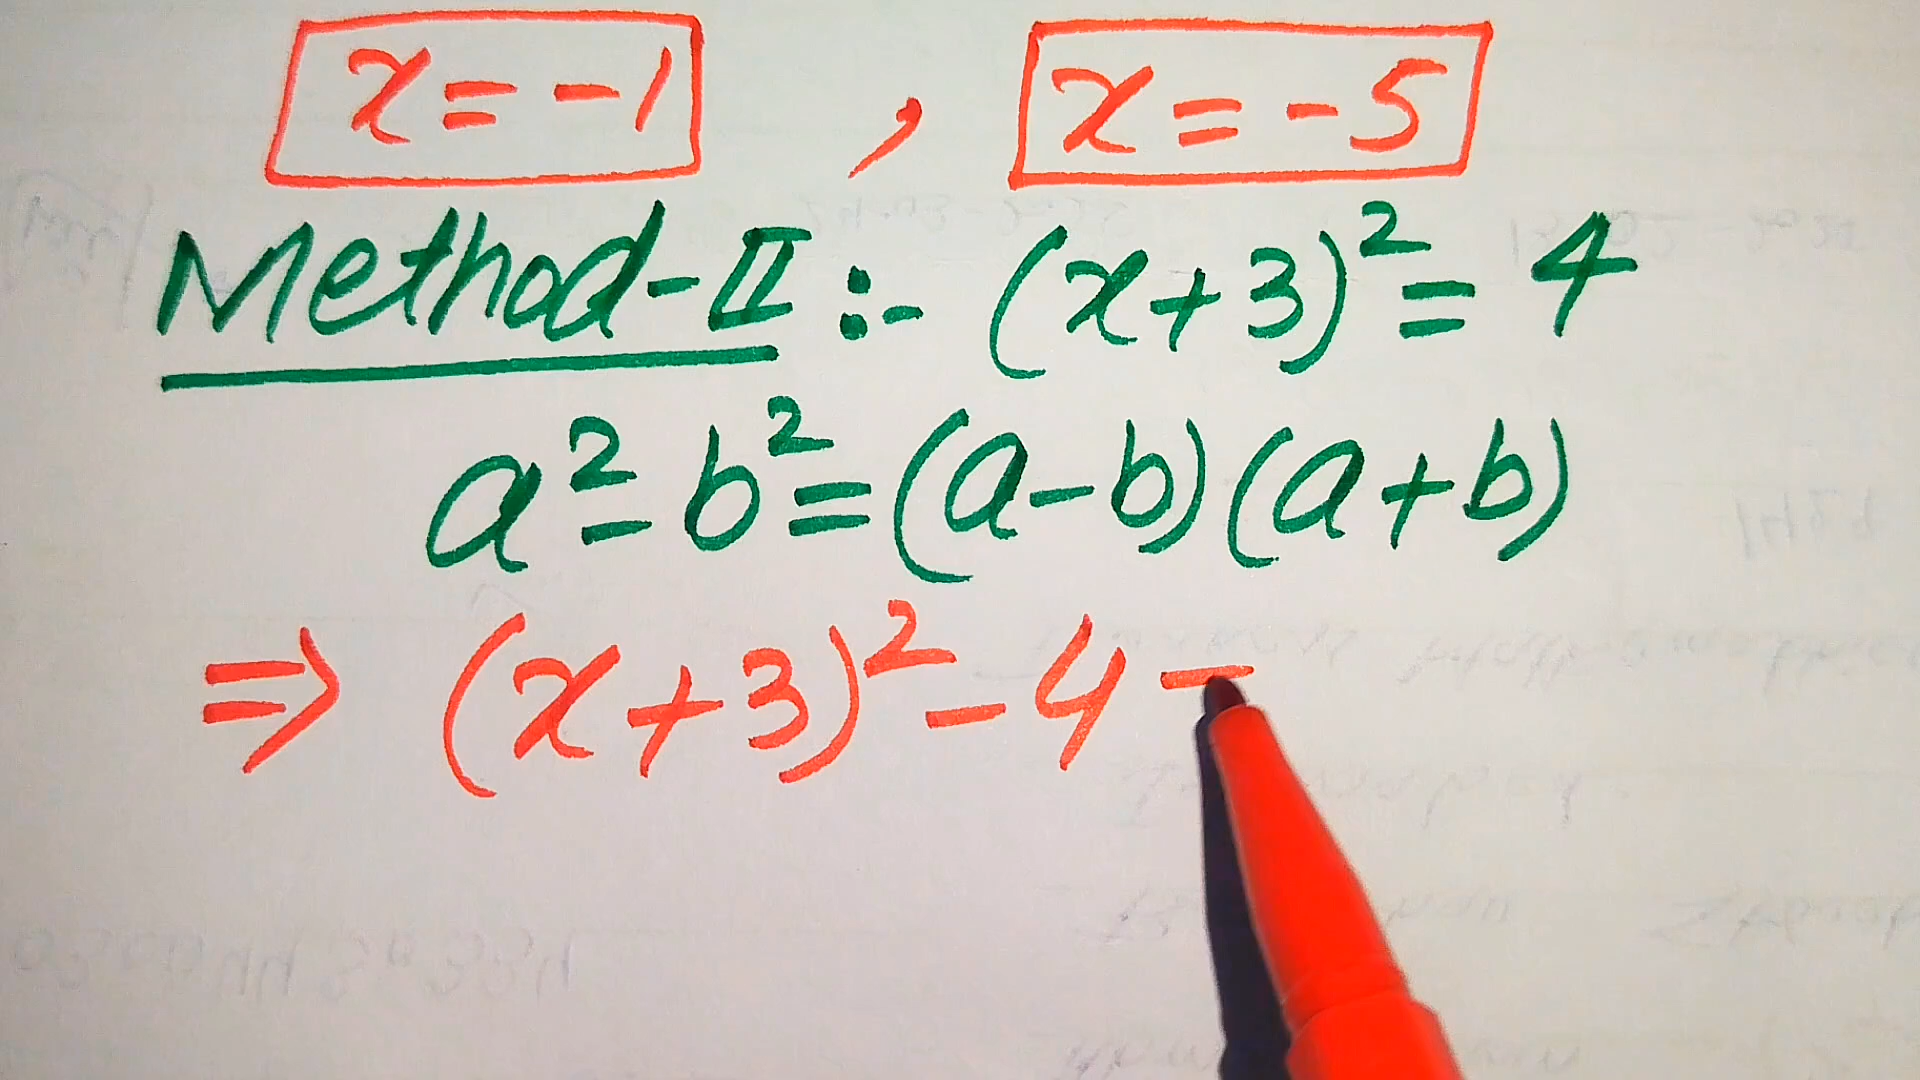 x = -1 , x = -5
Method-II :- (x+3)² = 4
a² - b² = (a-b)(a+b)
⇒ (x+3)² - 4 -